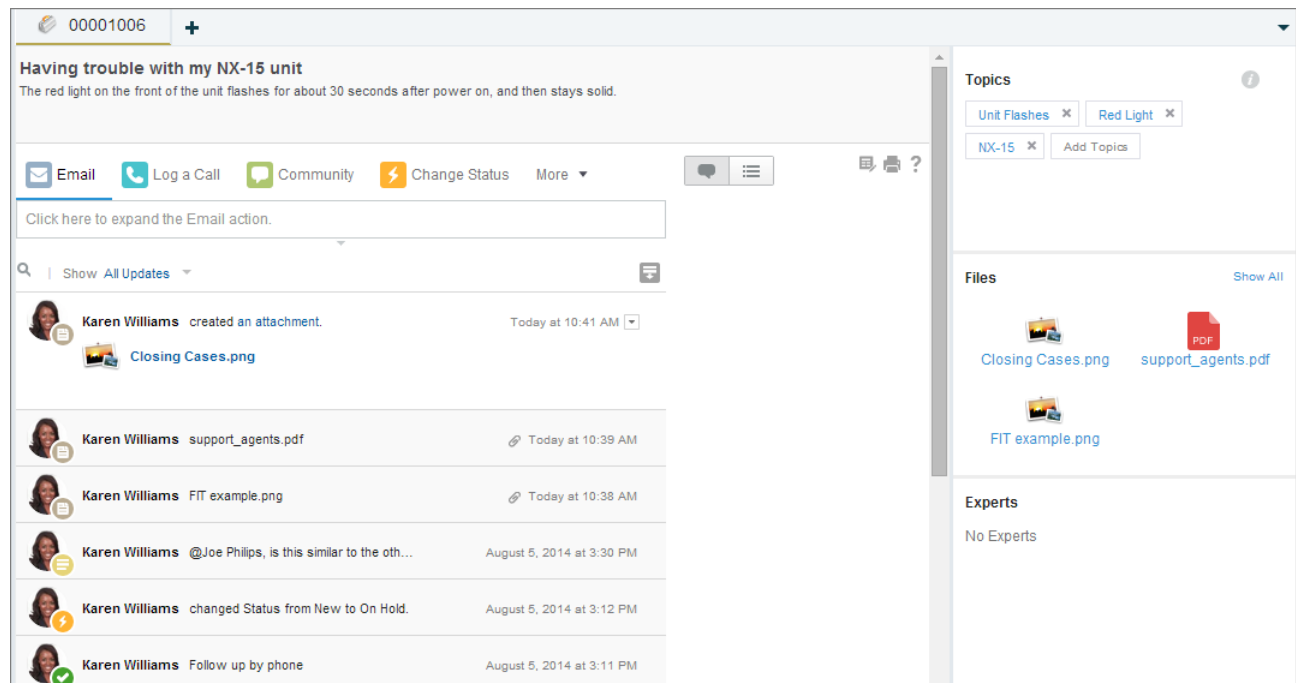 00001006 +
Having trouble with my NX-15 unit
The red light on the front of the unit flashes for about 30 seconds after power on, and then stays solid.
Email Log a Call Community Change Status More ?
Click here to expand the Email action.
Show All Updates
Karen Williams created an attachment. Today at 10:41 AM
Closing Cases.png
Karen Williams support_agents.pdf Today at 10:39 AM
Karen Williams FIT example.png Today at 10:38 AM
Karen Williams @Joe Philips, is this similar to the oth... August 5, 2014 at 3:30 PM
Karen Williams changed Status from New to On Hold. August 5, 2014 at 3:12 PM
Karen Williams Follow up by phone August 5, 2014 at 3:11 PM
Topics i
Unit Flashes × Red Light ×
NX-15 × Add Topics
Files Show All
PDF
Closing Cases.png support_agents.pdf
FIT example.png
Experts
No Experts